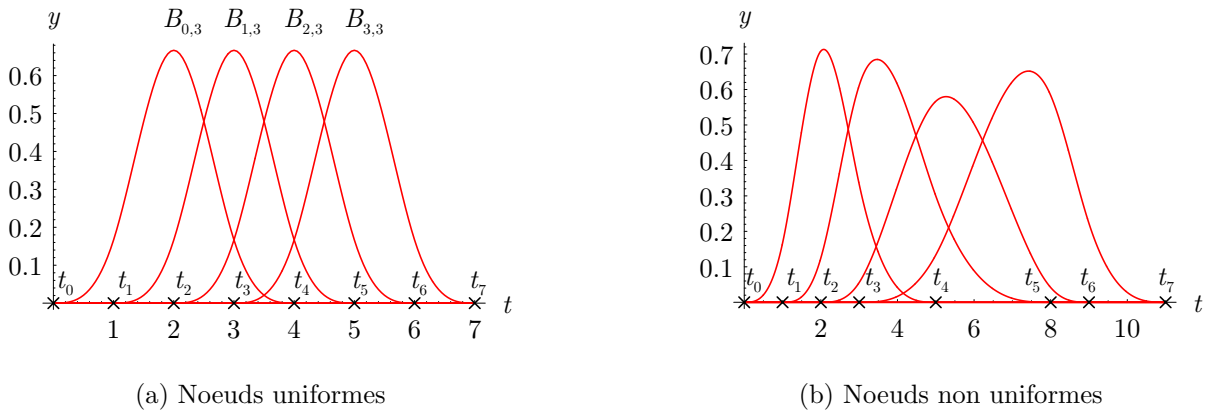 y B₀,₃ B₁,₃ B₂,₃ B₃,₃
0.6
0.5
0.4
0.3
0.2
0.1
t₀ t₁ t₂ t₃ t₄ t₅ t₆ t₇
t
1 2 3 4 5 6 7
(a) Noeuds uniformes
y
0.7
0.6
0.5
0.4
0.3
0.2
0.1
t₀ t₁ t₂ t₃ t₄ t₅ t₆ t₇
t
2 4 6 8 10
(b) Noeuds non uniformes